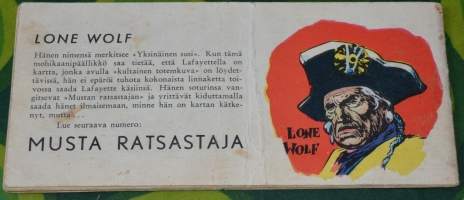 LONE WOLF
Hänen nimensä merkitsee "Yksinäinen susi". Kun tämä
mohikaanipäällikkö saa tietää, että Lafayettella on
kartta, jonka avulla »kultainen totemkuva» on löydet-
tävissä, hän ei epäröi tuhota kokonaista linnaketta toi-
vossa saada Lafayette käsiinsä. Hänen soturinsa van-
gitsevat »Mustan ratsastajan» ja yrittävät kiduttamalla
saada hänet ilmaisemaan, minne hän on kartan kätke-
nyt, mutta . . .
Lue seuraava numero:
MUSTA RATSASTAJA
LONE
WOLF